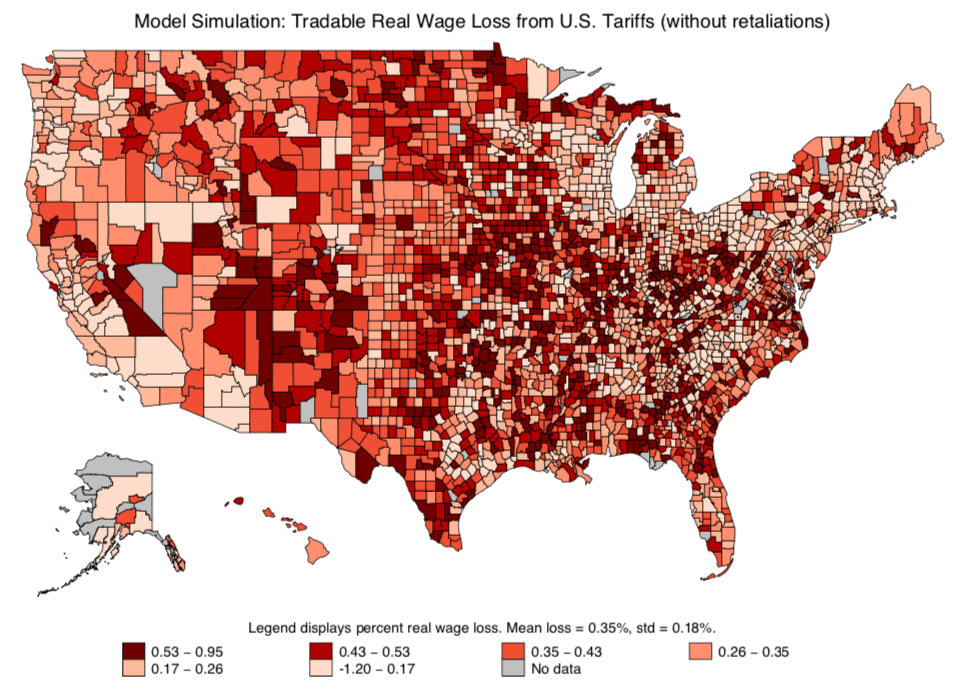 Model Simulation: Tradable Real Wage Loss from U.S. Tariffs (without retaliations)
Legend displays percent real wage loss. Mean loss = 0.35%, std = 0.18%.
0.53 − 0.95
0.43 − 0.53
0.35 − 0.43
0.26 − 0.35
0.17 − 0.26
-1.20 − 0.17
No data